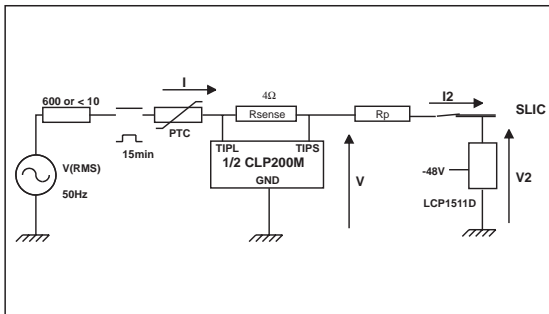 I
4Ω
I2
SLIC
600 or < 10
Rsense
Rp
15min
PTC
TIPL TIPS
1/2 CLP200M
GND
V(RMS)
50Hz
V
-48V
V2
LCP1511D